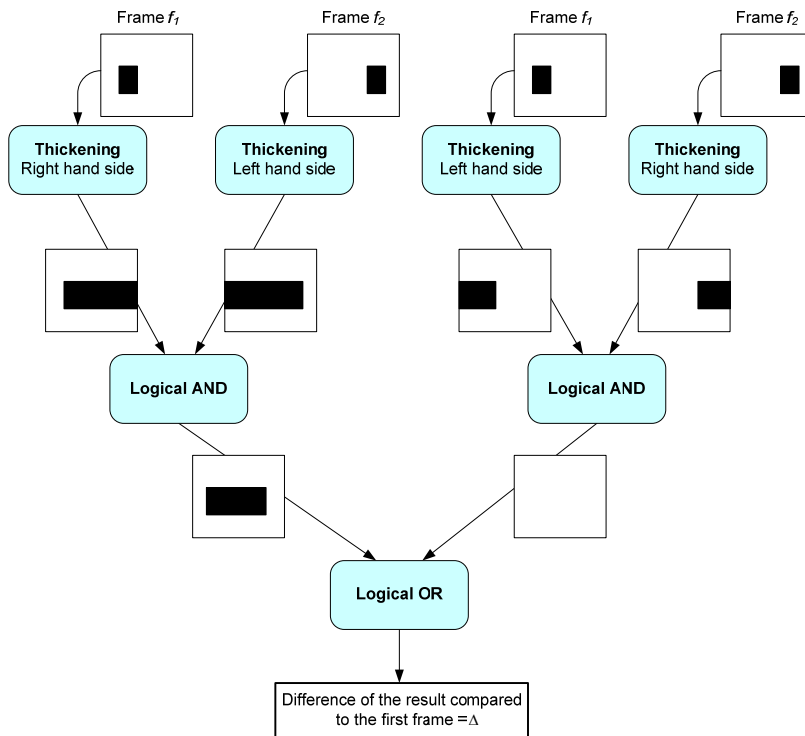 Frame f₁
Frame f₂
Frame f₁
Frame f₂
Thickening
Right hand side
Thickening
Left hand side
Thickening
Left hand side
Thickening
Right hand side
Logical AND
Logical AND
Logical OR
Difference of the result compared
to the first frame =Δ